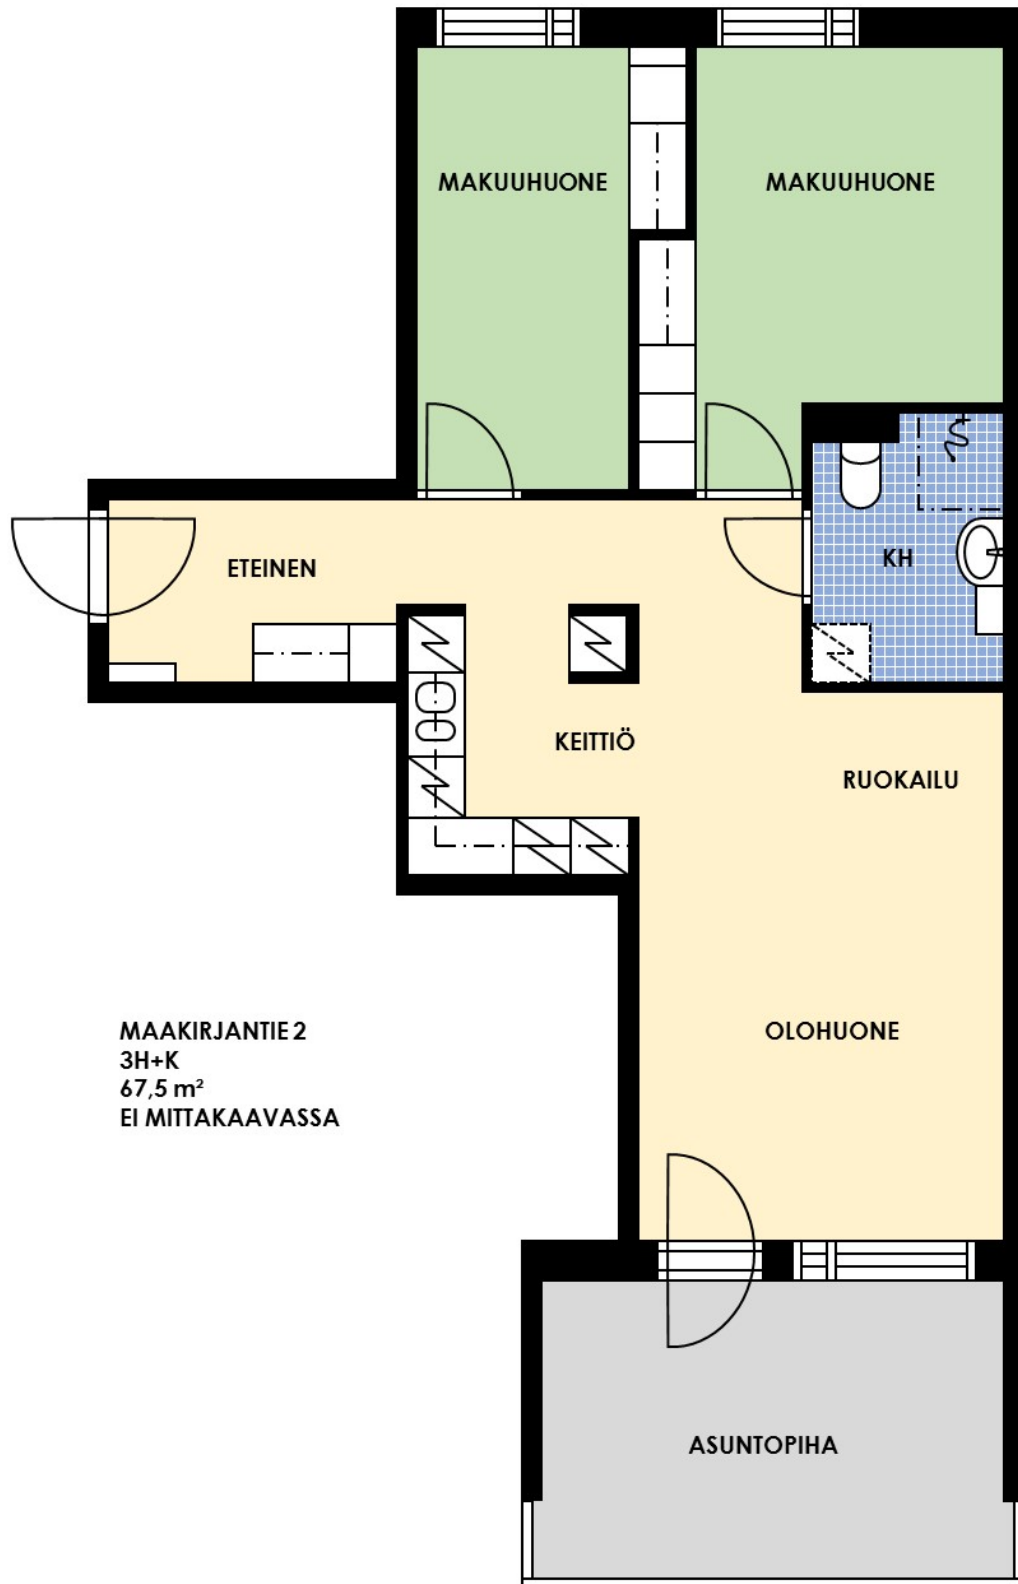 MAKUUHUONE
MAKUUHUONE
ETEINEN
KH
KEITTIÖ
RUOKAILU
MAAKIRJANTIE 2
3H+K
67,5 m²
EI MITTAKAAVASSA
OLOHUONE
ASUNTOPIHA